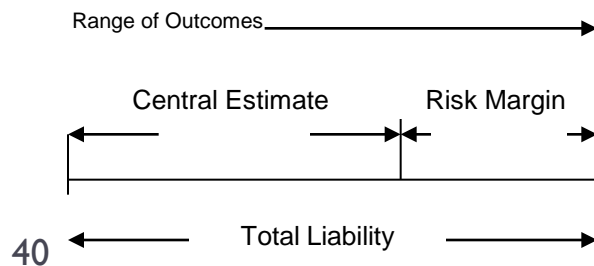 Range of Outcomes
Central Estimate Risk Margin
Total Liability
40